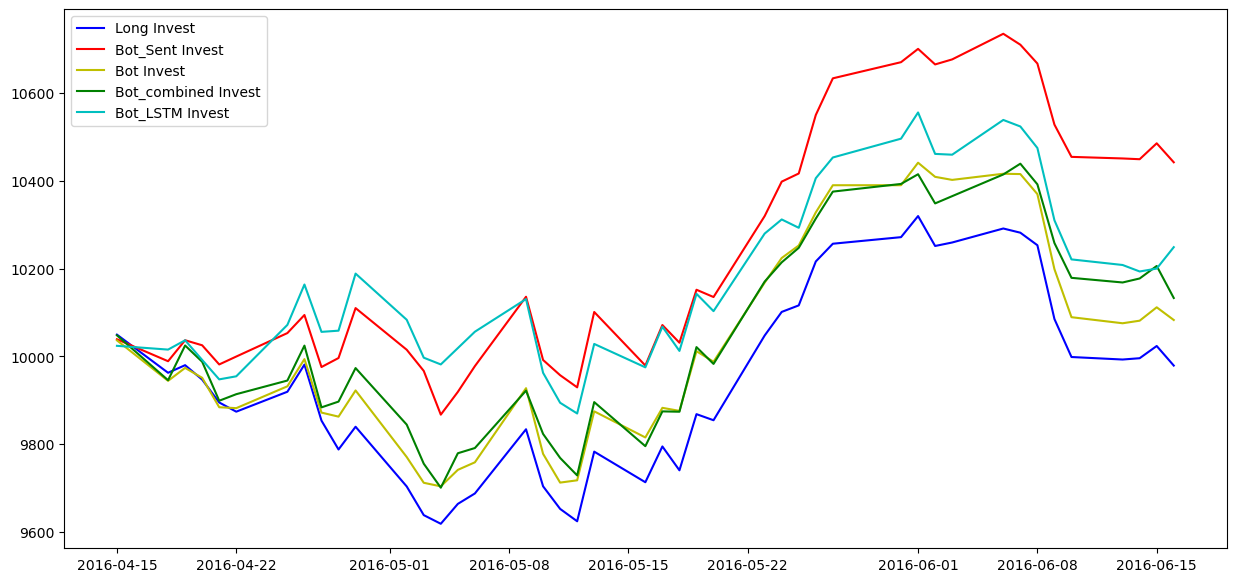 Long Invest
Bot_Sent Invest
Bot Invest
Bot_combined Invest
Bot_LSTM Invest
10600
10400
10200
10000
9800
9600
2016-04-15 2016-04-22 2016-05-01 2016-05-08 2016-05-15 2016-05-22 2016-06-01 2016-06-08 2016-06-15